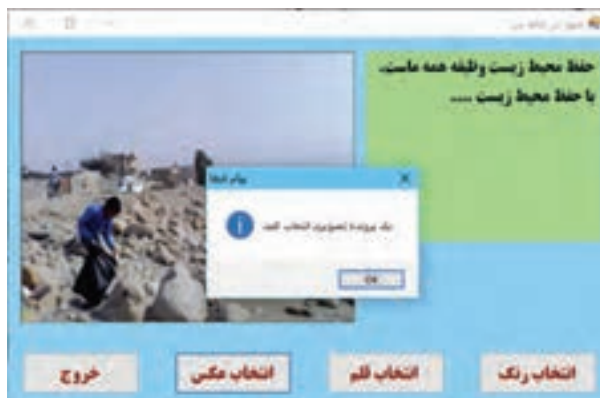 حفظ محیط زیست وظیفه همه ماست.
با حفظ محیط زیست .....
پیام خطا
یک پرونده تصویری انتخاب کنید
OK
انتخاب رنگ
انتخاب قلم
انتخاب عکس
خروج